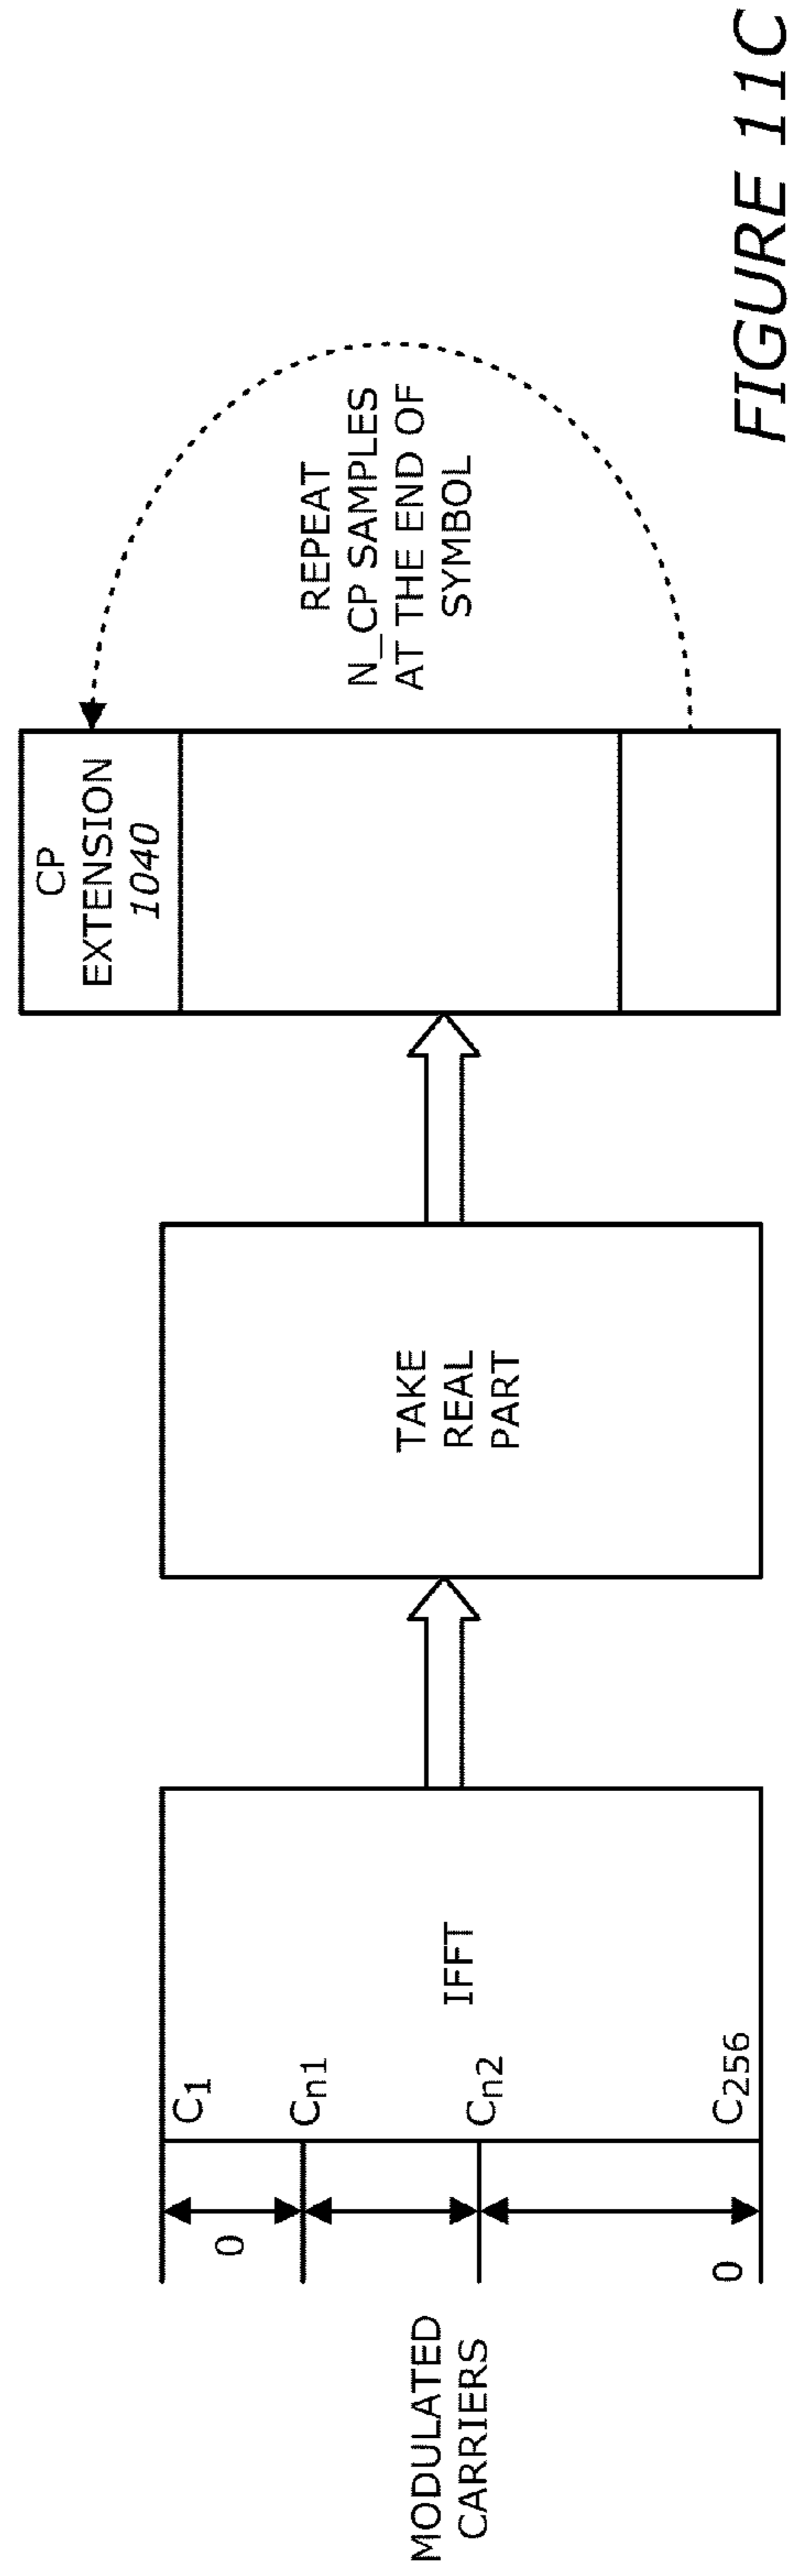 MODULATED
CARRIERS
0
0
C1
Cn1
Cn2
C256
IFFT
TAKE
REAL
PART
CP
EXTENSION
1040
REPEAT
N_CP SAMPLES
AT THE END OF
SYMBOL
FIGURE 11C